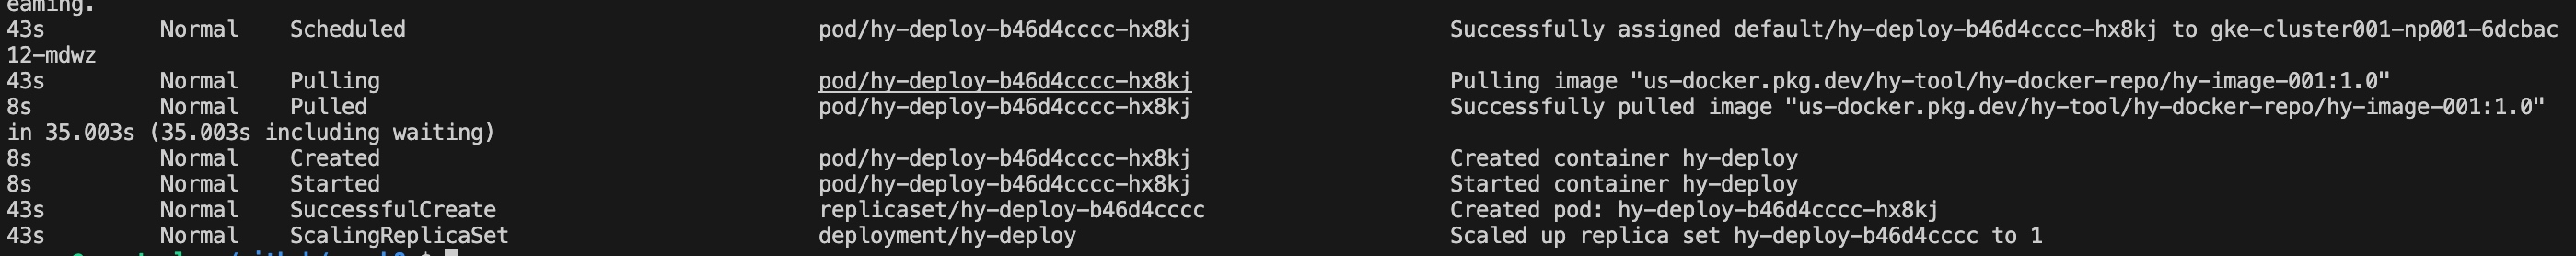 eaming.
43s Normal Scheduled pod/hy-deploy-b46d4cccc-hx8kj Successfully assigned default/hy-deploy-b46d4cccc-hx8kj to gke-cluster001-np001-6dcbac
12-mdwz
43s Normal Pulling pod/hy-deploy-b46d4cccc-hx8kj Pulling image "us-docker.pkg.dev/hy-tool/hy-docker-repo/hy-image-001:1.0"
8s Normal Pulled pod/hy-deploy-b46d4cccc-hx8kj Successfully pulled image "us-docker.pkg.dev/hy-tool/hy-docker-repo/hy-image-001:1.0"
in 35.003s (35.003s including waiting)
8s Normal Created pod/hy-deploy-b46d4cccc-hx8kj Created container hy-deploy
8s Normal Started pod/hy-deploy-b46d4cccc-hx8kj Started container hy-deploy
43s Normal SuccessfulCreate replicaset/hy-deploy-b46d4cccc Created pod: hy-deploy-b46d4cccc-hx8kj
43s Normal ScalingReplicaSet deployment/hy-deploy Scaled up replica set hy-deploy-b46d4cccc to 1